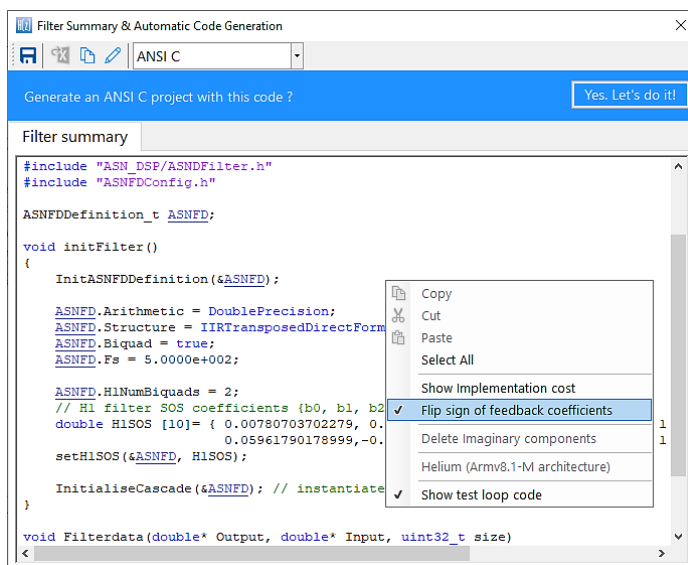 Filter Summary & Automatic Code Generation
ANSI C
Generate an ANSI C project with this code ?
Yes. Let's do it!
Filter summary
#include "ASN_DSP/ASNDFilter.h"
#include "ASNFDConfig.h"
ASNFDDefinition_t ASNFD;
void initFilter()
{
InitASNFDDefinition(&ASNFD);
ASNFD.Arithmetic = DoublePrecision;
ASNFD.Structure = IIRTransposedDirectForm
ASNFD.Biquad = true;
ASNFD.Fs = 5.0000e+002;
ASNFD.H1NumBiquads = 2;
// H1 filter SOS coefficients {b0, b1, b2
double H1SOS [10]= { 0.00780703702279, 0. 1
0.05961790178999,-0. 1
setH1SOS(&ASNFD, H1SOS);
InitialiseCascade(&ASNFD); // instantiate
}
void Filterdata(double* Output, double* Input, uint32_t size)
Copy
Cut
Paste
Select All
Show Implementation cost
Flip sign of feedback coefficients
Delete Imaginary components
Helium (Armv8.1-M architecture)
Show test loop code